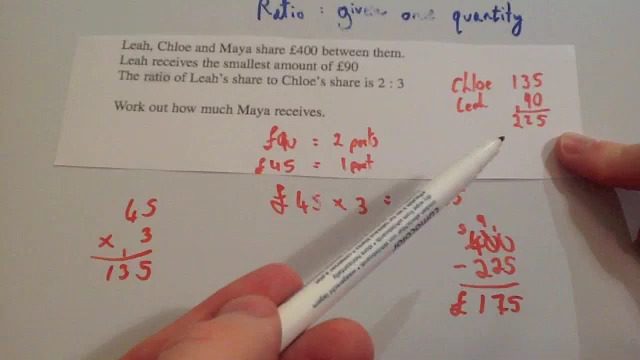 Ratio : given one quantity
Leah, Chloe and Maya share £400 between them.
Leah receives the smallest amount of £90
The ratio of Leah's share to Chloe's share is 2 : 3
Work out how much Maya receives.
Chloe 135
Leah 90
225
£90 = 2 parts
£45 = 1 part
£45 × 3 =
45
× 3
135
400
- 225
£ 175